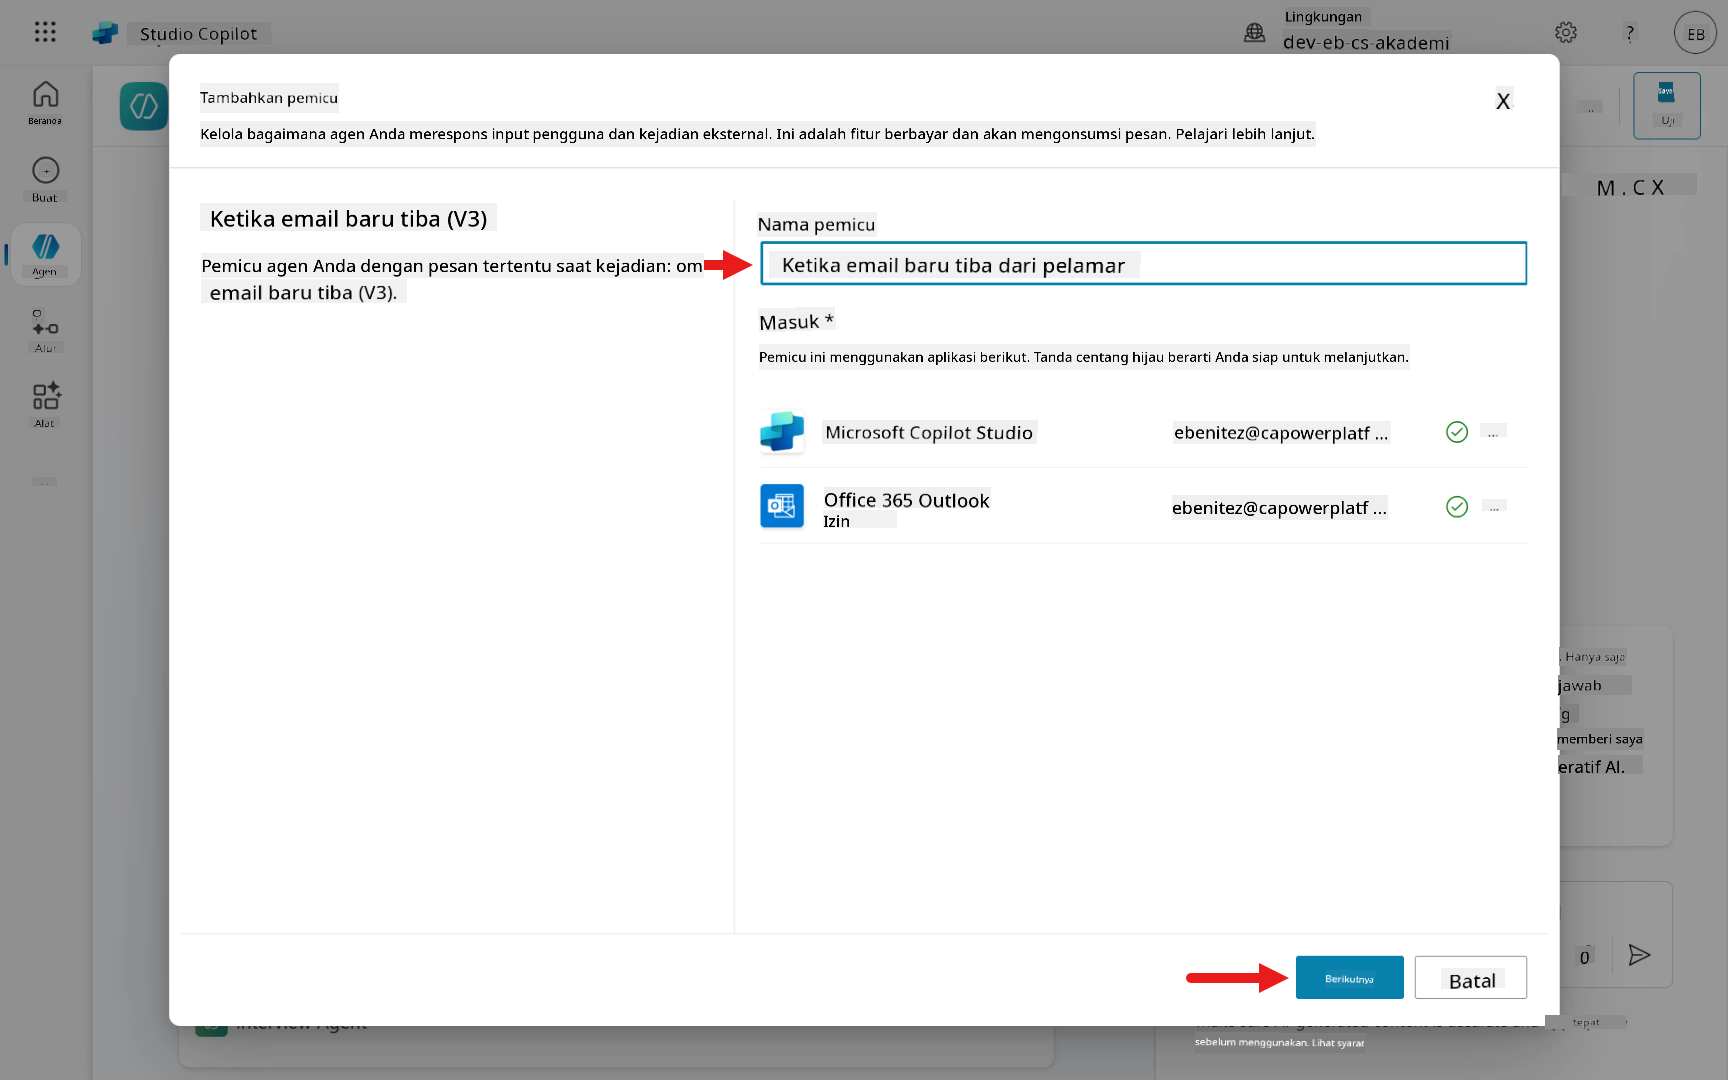 Studio Copilot
Lingkungan
dev-eb-cs-akademi
?
EB
Beranda
Buat
Agen
Alur
Alat
Tambahkan pemicu
X
Kelola bagaimana agen Anda merespons input pengguna dan kejadian eksternal. Ini adalah fitur berbayar dan akan mengonsumsi pesan. Pelajari lebih lanjut.
Uji
M . C X
Ketika email baru tiba (V3)
Pemicu agen Anda dengan pesan tertentu saat kejadian: om
email baru tiba (V3).
Nama pemicu
Ketika email baru tiba dari pelamar
Masuk *
Pemicu ini menggunakan aplikasi berikut. Tanda centang hijau berarti Anda siap untuk melanjutkan.
Microsoft Copilot Studio
ebenitez@capowerplatf ...
...
Office 365 Outlook
Izin
ebenitez@capowerplatf ...
...
. Hanya saja
jawab
memberi saya
eratif AI.
0
Berikutnya
Batal
Interview Agent
tepat
sebelum menggunakan. Lihat syarat